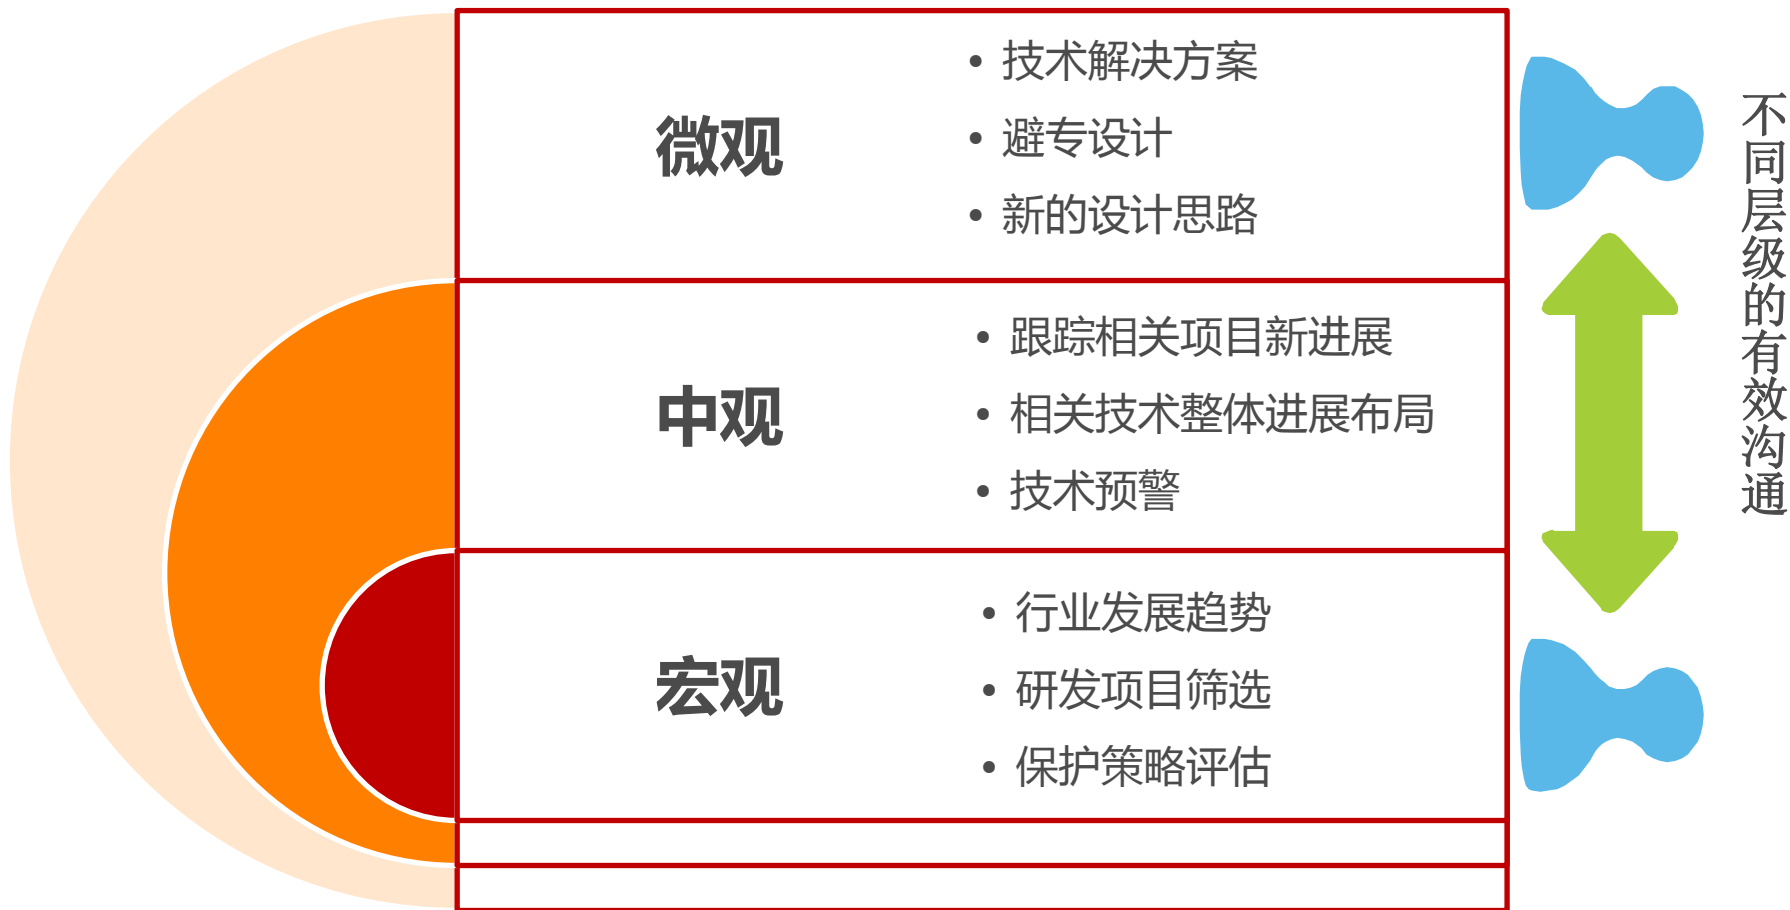 微观
• 技术解决方案
• 避专设计
• 新的设计思路
中观
• 跟踪相关项目新进展
• 相关技术整体进展布局
• 技术预警
宏观
• 行业发展趋势
• 研发项目筛选
• 保护策略评估
不同层级的有效沟通